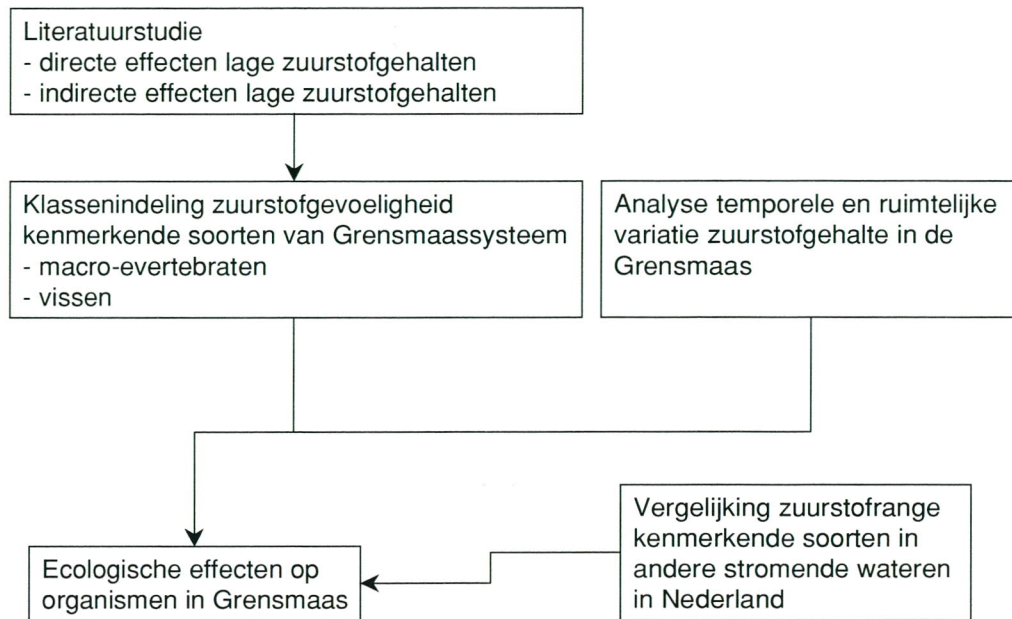 Literatuurstudie
- directe effecten lage zuurstofgehalten
- indirecte effecten lage zuurstofgehalten
Klassenindeling zuurstofgevoeligheid
kenmerkende soorten van Grensmaassysteem
- macro-evertebraten
- vissen
Analyse temporele en ruimtelijke
variatie zuurstofgehalte in de
Grensmaas
Vergelijking zuurstofrange
kenmerkende soorten in
andere stromende wateren
in Nederland
Ecologische effecten op
organismen in Grensmaas